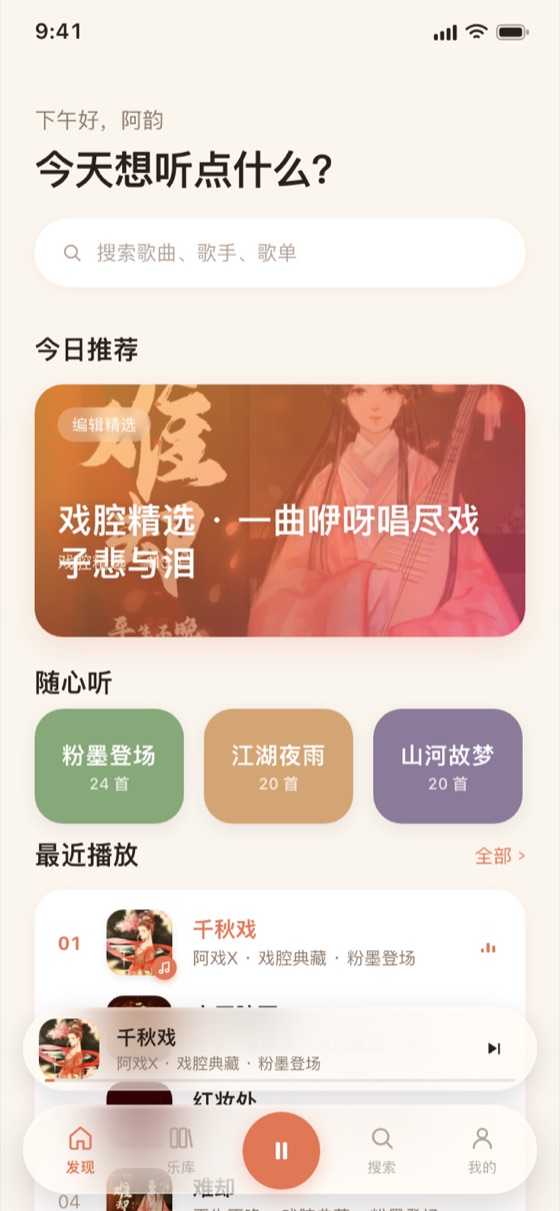 9:41
下午好，阿韵
今天想听点什么？
搜索歌曲、歌手、歌单
今日推荐
难
却
编辑精选
戏腔精选 · 一曲咿呀唱尽戏
子悲与泪
戏腔精选
随心听
粉墨登场
24 首
江湖夜雨
20 首
山河故梦
20 首
最近播放
全部 >
01
千秋戏
阿戏X · 戏腔典藏 · 粉墨登场
千秋戏
阿戏X · 戏腔典藏 · 粉墨登场
红妆处
发现
乐库
搜索
我的
04
难却